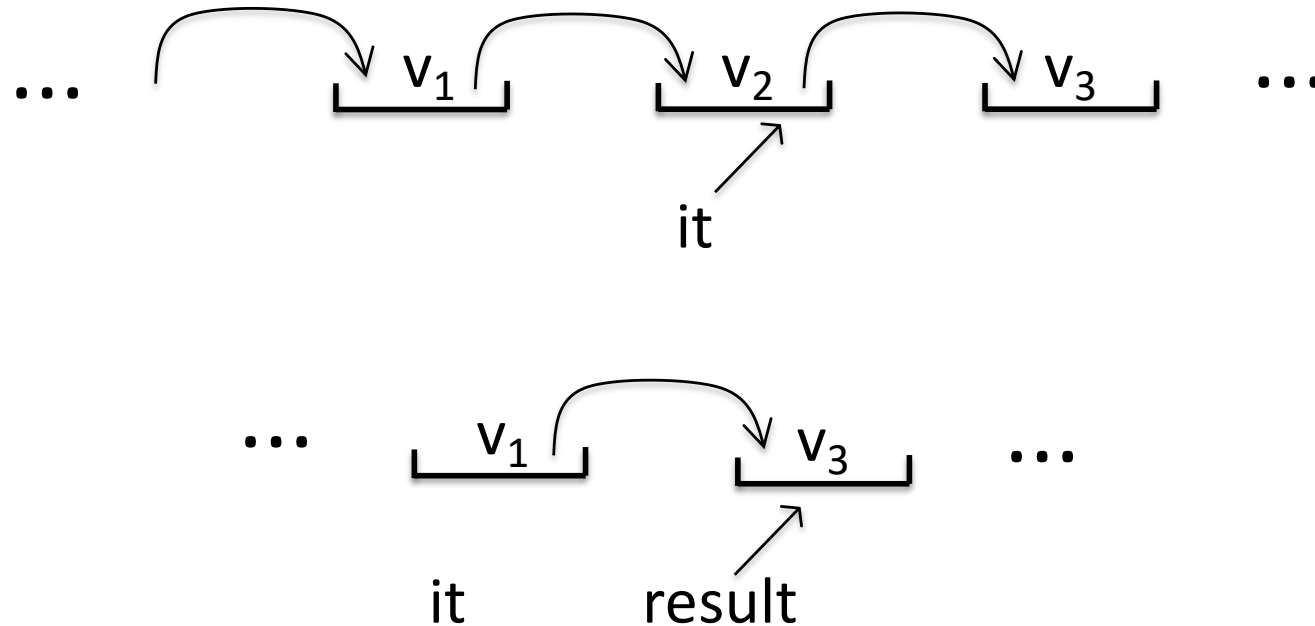 ... v₁ v₂ v₃ ...
it
... v₁ v₃ ...
it result